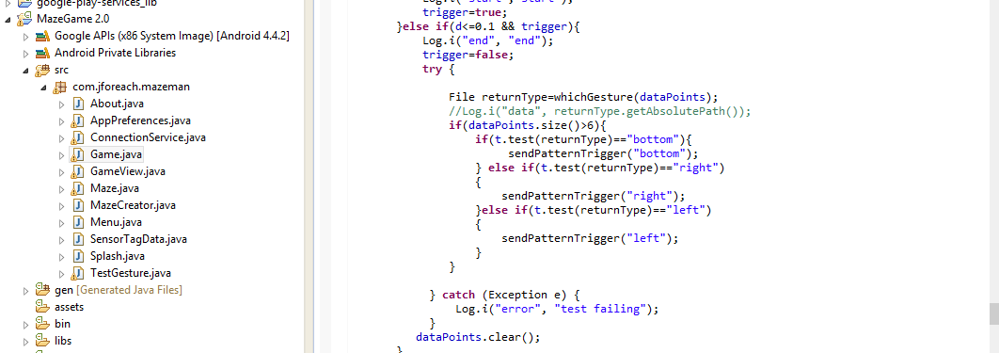 google-play-services_lib
MazeGame 2.0
Google APIs (x86 System Image) [Android 4.4.2]
Android Private Libraries
src
com.jforeach.mazeman
About.java
AppPreferences.java
ConnectionService.java
Game.java
GameView.java
Maze.java
MazeCreator.java
Menu.java
SensorTagData.java
Splash.java
TestGesture.java
gen [Generated Java Files]
assets
bin
libs
Log.i("start", "start");
trigger=true;
}else if(d<=0.1 && trigger){
Log.i("end", "end");
trigger=false;
try {
File returnType=whichGesture(dataPoints);
//Log.i("data", returnType.getAbsolutePath());
if(dataPoints.size()>6){
if(t.test(returnType)=="bottom"){
sendPatternTrigger("bottom");
} else if(t.test(returnType)=="right")
{
sendPatternTrigger("right");
}else if(t.test(returnType)=="left")
{
sendPatternTrigger("left");
}
}
} catch (Exception e) {
Log.i("error", "test failing");
}
dataPoints.clear();
}